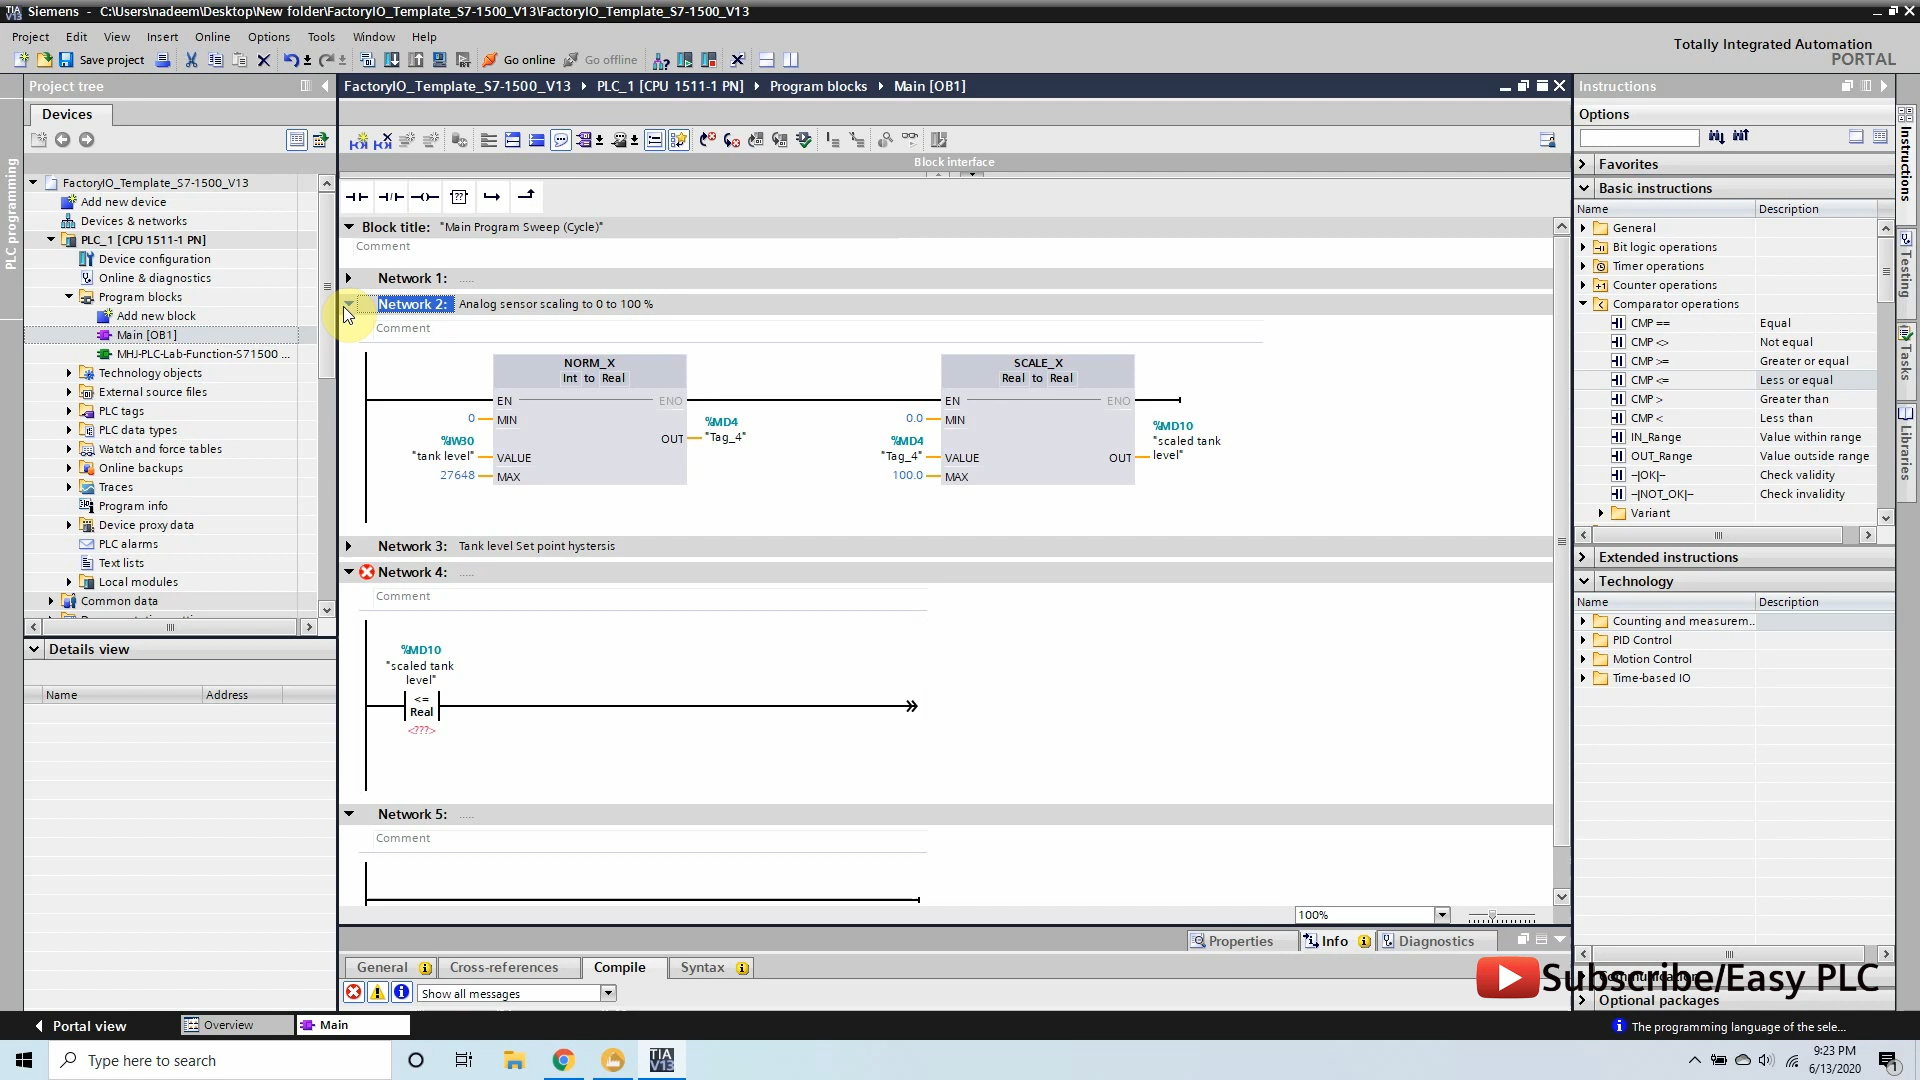 Siemens - C:\Users\nadeem\Desktop\New folder\FactoryIO_Template_S7-1500_V13\FactoryIO_Template_S7-1500_V13
Project Edit View Insert Online Options Tools Window Help
Totally Integrated Automation
PORTAL
Save project
Go online
Go offline
Project tree
FactoryIO_Template_S7-1500_V13 PLC_1 [CPU 1511-1 PN] Program blocks Main [OB1]
Instructions
Devices
Options
Block interface
PLC programming
FactoryIO_Template_S7-1500_V13
Add new device
Devices & networks
PLC_1 [CPU 1511-1 PN]
Device configuration
Online & diagnostics
Program blocks
Add new block
Main [OB1]
MHJ-PLC-Lab-Function-S71500 ...
Technology objects
External source files
PLC tags
PLC data types
Watch and force tables
Online backups
Traces
Program info
Device proxy data
PLC alarms
Text lists
Local modules
Common data
Details view
Name Address
Block title: "Main Program Sweep (Cycle)"
Comment
Network 1: .....
Network 2: Analog sensor scaling to 0 to 100 %
Comment
NORM_X
Int to Real
EN ENO
0 MIN
%IW30
"tank level" VALUE
27648 MAX
OUT
%MD4
"Tag_4"
SCALE_X
Real to Real
EN ENO
0.0 MIN
%MD4
"Tag_4" VALUE
100.0 MAX
OUT
%MD10
"scaled tank
level"
Network 3: Tank level Set point hystersis
Network 4: .....
Comment
%MD10
"scaled tank
level"
<=
Real
<???>
Network 5: .....
Comment
100%
Properties Info Diagnostics
General Cross-references Compile Syntax
Show all messages
Favorites
Basic instructions
Name Description
General
Bit logic operations
Timer operations
Counter operations
Comparator operations
CMP == Equal
CMP <> Not equal
CMP >= Greater or equal
CMP <= Less or equal
CMP > Greater than
CMP < Less than
IN_Range Value within range
OUT_Range Value outside range
-|OK|- Check validity
-|NOT_OK|- Check invalidity
Variant
Extended instructions
Technology
Name Description
Counting and measurem..
PID Control
Motion Control
Time-based IO
Communication
Optional packages
Instructions
Testing
Tasks
Libraries
Subscribe/Easy PLC
Portal view
Overview
Main
The programming language of the sele...
Type here to search
TIA
V13
9:23 PM
6/13/2020
1